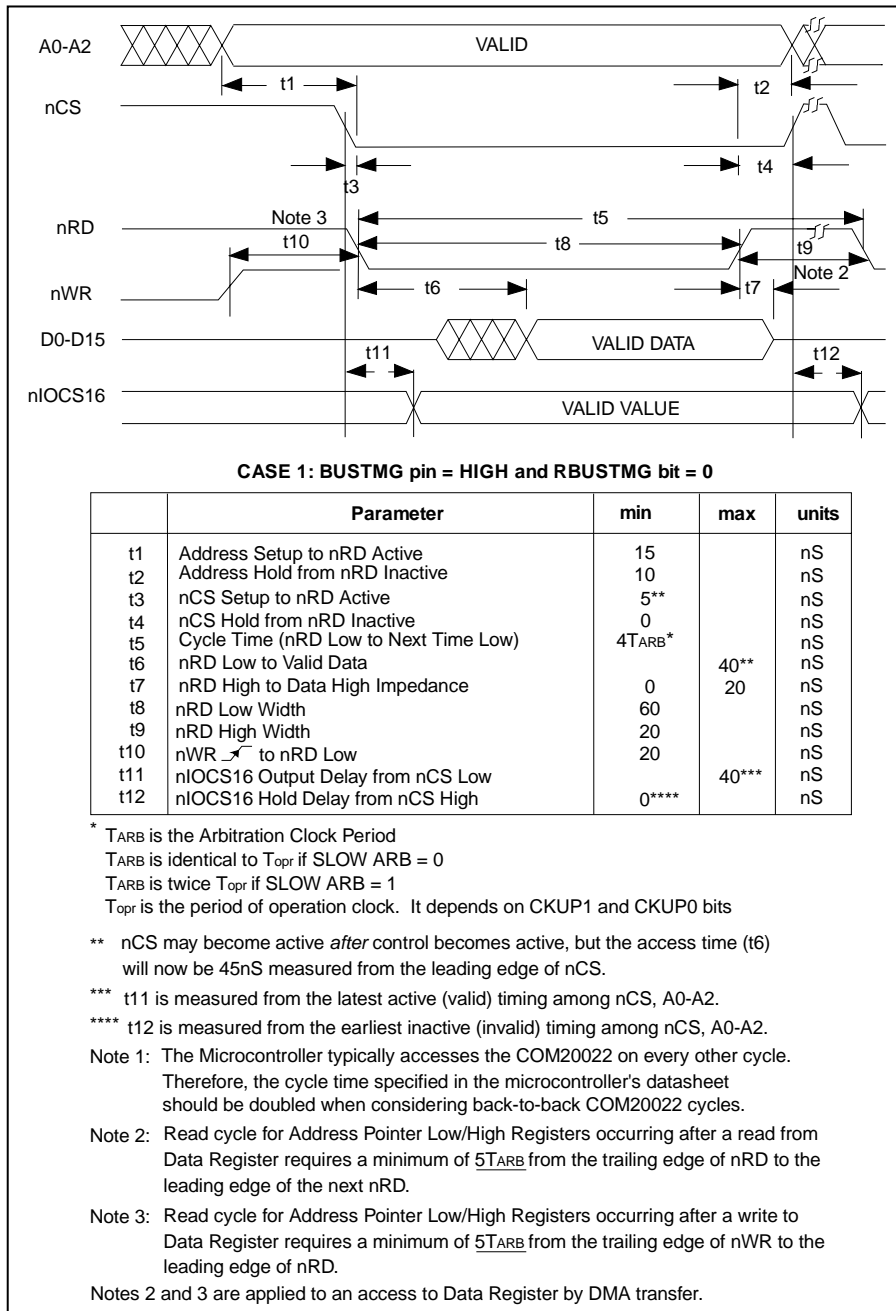 A0-A2 VALID
t1 t2
nCS
t3 t4
nRD Note 3 t5
t10 t8 t9
nWR t6 t7 Note 2
D0-D15 VALID DATA
t11 t12
nIOCS16 VALID VALUE
CASE 1: BUSTMG pin = HIGH and RBUSTMG bit = 0
Parameter min max units
t1 Address Setup to nRD Active 15 nS
t2 Address Hold from nRD Inactive 10 nS
t3 nCS Setup to nRD Active 5** nS
t4 nCS Hold from nRD Inactive 0 nS
t5 Cycle Time (nRD Low to Next Time Low) 4TARB* nS
t6 nRD Low to Valid Data 40** nS
t7 nRD High to Data High Impedance 0 20 nS
t8 nRD Low Width 60 nS
t9 nRD High Width 20 nS
t10 nWR to nRD Low 20 nS
t11 nIOCS16 Output Delay from nCS Low 40*** nS
t12 nIOCS16 Hold Delay from nCS High 0**** nS
* TARB is the Arbitration Clock Period
TARB is identical to Topr if SLOW ARB = 0
TARB is twice Topr if SLOW ARB = 1
Topr is the period of operation clock. It depends on CKUP1 and CKUP0 bits
** nCS may become active after control becomes active, but the access time (t6)
will now be 45nS measured from the leading edge of nCS.
*** t11 is measured from the latest active (valid) timing among nCS, A0-A2.
**** t12 is measured from the earliest inactive (invalid) timing among nCS, A0-A2.
Note 1: The Microcontroller typically accesses the COM20022 on every other cycle.
Therefore, the cycle time specified in the microcontroller's datasheet
should be doubled when considering back-to-back COM20022 cycles.
Note 2: Read cycle for Address Pointer Low/High Registers occurring after a read from
Data Register requires a minimum of 5TARB from the trailing edge of nRD to the
leading edge of the next nRD.
Note 3: Read cycle for Address Pointer Low/High Registers occurring after a write to
Data Register requires a minimum of 5TARB from the trailing edge of nWR to the
leading edge of nRD.
Notes 2 and 3 are applied to an access to Data Register by DMA transfer.